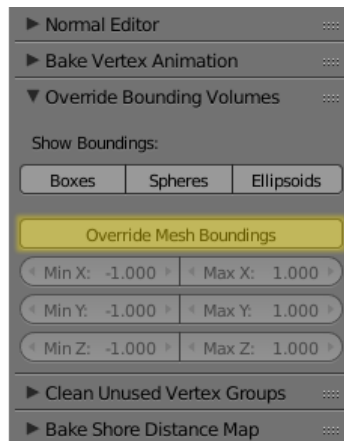 Normal Editor
Bake Vertex Animation
Override Bounding Volumes
Show Boundings:
Boxes Spheres Ellipsoids
Override Mesh Boundings
Min X: -1.000 Max X: 1.000
Min Y: -1.000 Max Y: 1.000
Min Z: -1.000 Max Z: 1.000
Clean Unused Vertex Groups
Bake Shore Distance Map